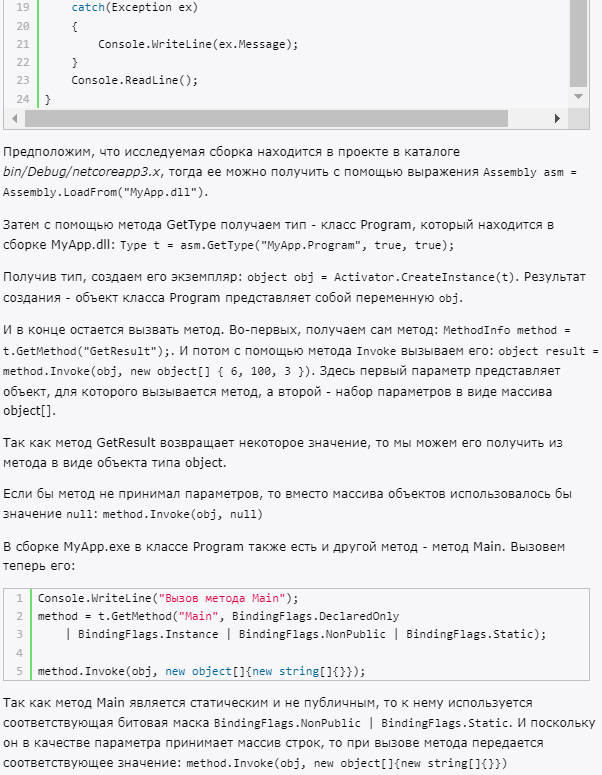 19 catch(Exception ex)
20 {
21 Console.WriteLine(ex.Message);
22 }
23 Console.ReadLine();
24 }
Предположим, что исследуемая сборка находится в проекте в каталоге
bin/Debug/netcoreapp3.x, тогда ее можно получить с помощью выражения Assembly asm =
Assembly.LoadFrom("MyApp.dll").
Затем с помощью метода GetType получаем тип - класс Program, который находится в
сборке MyApp.dll: Type t = asm.GetType("MyApp.Program", true, true);
Получив тип, создаем его экземпляр: object obj = Activator.CreateInstance(t). Результат
создания - объект класса Program представляет собой переменную obj.
И в конце остается вызвать метод. Во-первых, получаем сам метод: MethodInfo method =
t.GetMethod("GetResult");. И потом с помощью метода Invoke вызываем его: object result =
method.Invoke(obj, new object[] { 6, 100, 3 }). Здесь первый параметр представляет
объект, для которого вызывается метод, а второй - набор параметров в виде массива
object[].
Так как метод GetResult возвращает некоторое значение, то мы можем его получить из
метода в виде объекта типа object.
Если бы метод не принимал параметров, то вместо массива объектов использовалось бы
значение null: method.Invoke(obj, null)
В сборке MyApp.exe в классе Program также есть и другой метод - метод Main. Вызовем
теперь его:
1 Console.WriteLine("Вызов метода Main");
2 method = t.GetMethod("Main", BindingFlags.DeclaredOnly
3 | BindingFlags.Instance | BindingFlags.NonPublic | BindingFlags.Static);
4
5 method.Invoke(obj, new object[]{new string[]{}});
Так как метод Main является статическим и не публичным, то к нему используется
соответствующая битовая маска BindingFlags.NonPublic | BindingFlags.Static. И поскольку
он в качестве параметра принимает массив строк, то при вызове метода передается
соответствующее значение: method.Invoke(obj, new object[]{new string[]{}})